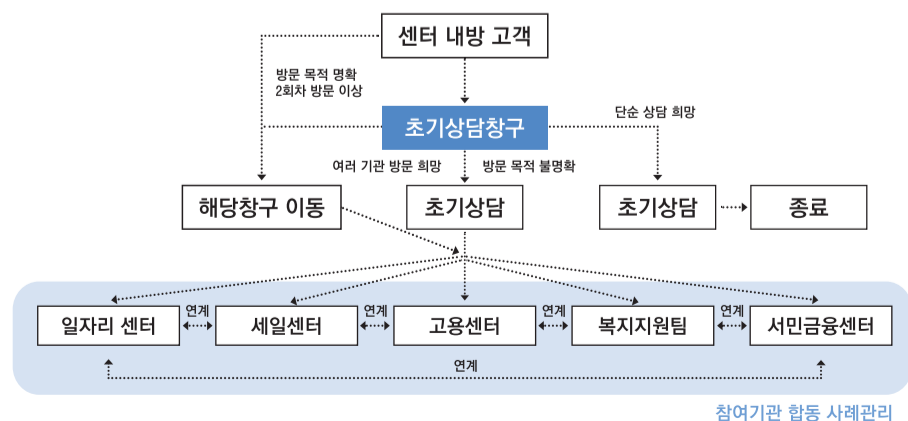 센터 내방 고객
방문 목적 명확
2회차 방문 이상
초기상담창구
단순 상담 희망
여러 기관 방문 희망
방문 목적 불명확
해당창구 이동
초기상담
초기상담
종료
일자리 센터
연계
세일센터
연계
고용센터
연계
복지지원팀
연계
서민금융센터
연계
참여기관 합동 사례관리